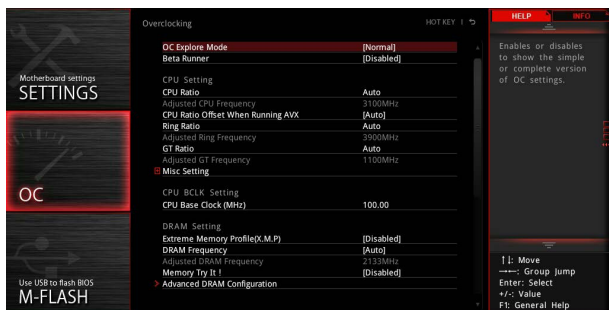 Overclocking
HOT KEY |
HELP
INFO
Motherboard settings
SETTINGS
OC
Use USB to flash BIOS
M-FLASH
OC Explore Mode [Normal]
Beta Runner [Disabled]
CPU Setting
CPU Ratio Auto
Adjusted CPU Frequency 3100MHz
CPU Ratio Offset When Running AVX [Auto]
Ring Ratio Auto
Adjusted Ring Frequency 3900MHz
GT Ratio Auto
Adjusted GT Frequency 1100MHz
Misc Setting
CPU BCLK Setting
CPU Base Clock (MHz) 100.00
DRAM Setting
Extreme Memory Profile(X.M.P) [Disabled]
DRAM Frequency [Auto]
Adjusted DRAM Frequency 2133MHz
Memory Try It ! [Disabled]
Advanced DRAM Configuration
Enables or disables
to show the simple
or complete version
of OC settings.
↑↓: Move
→←: Group Jump
Enter: Select
+/-: Value
F1: General Help